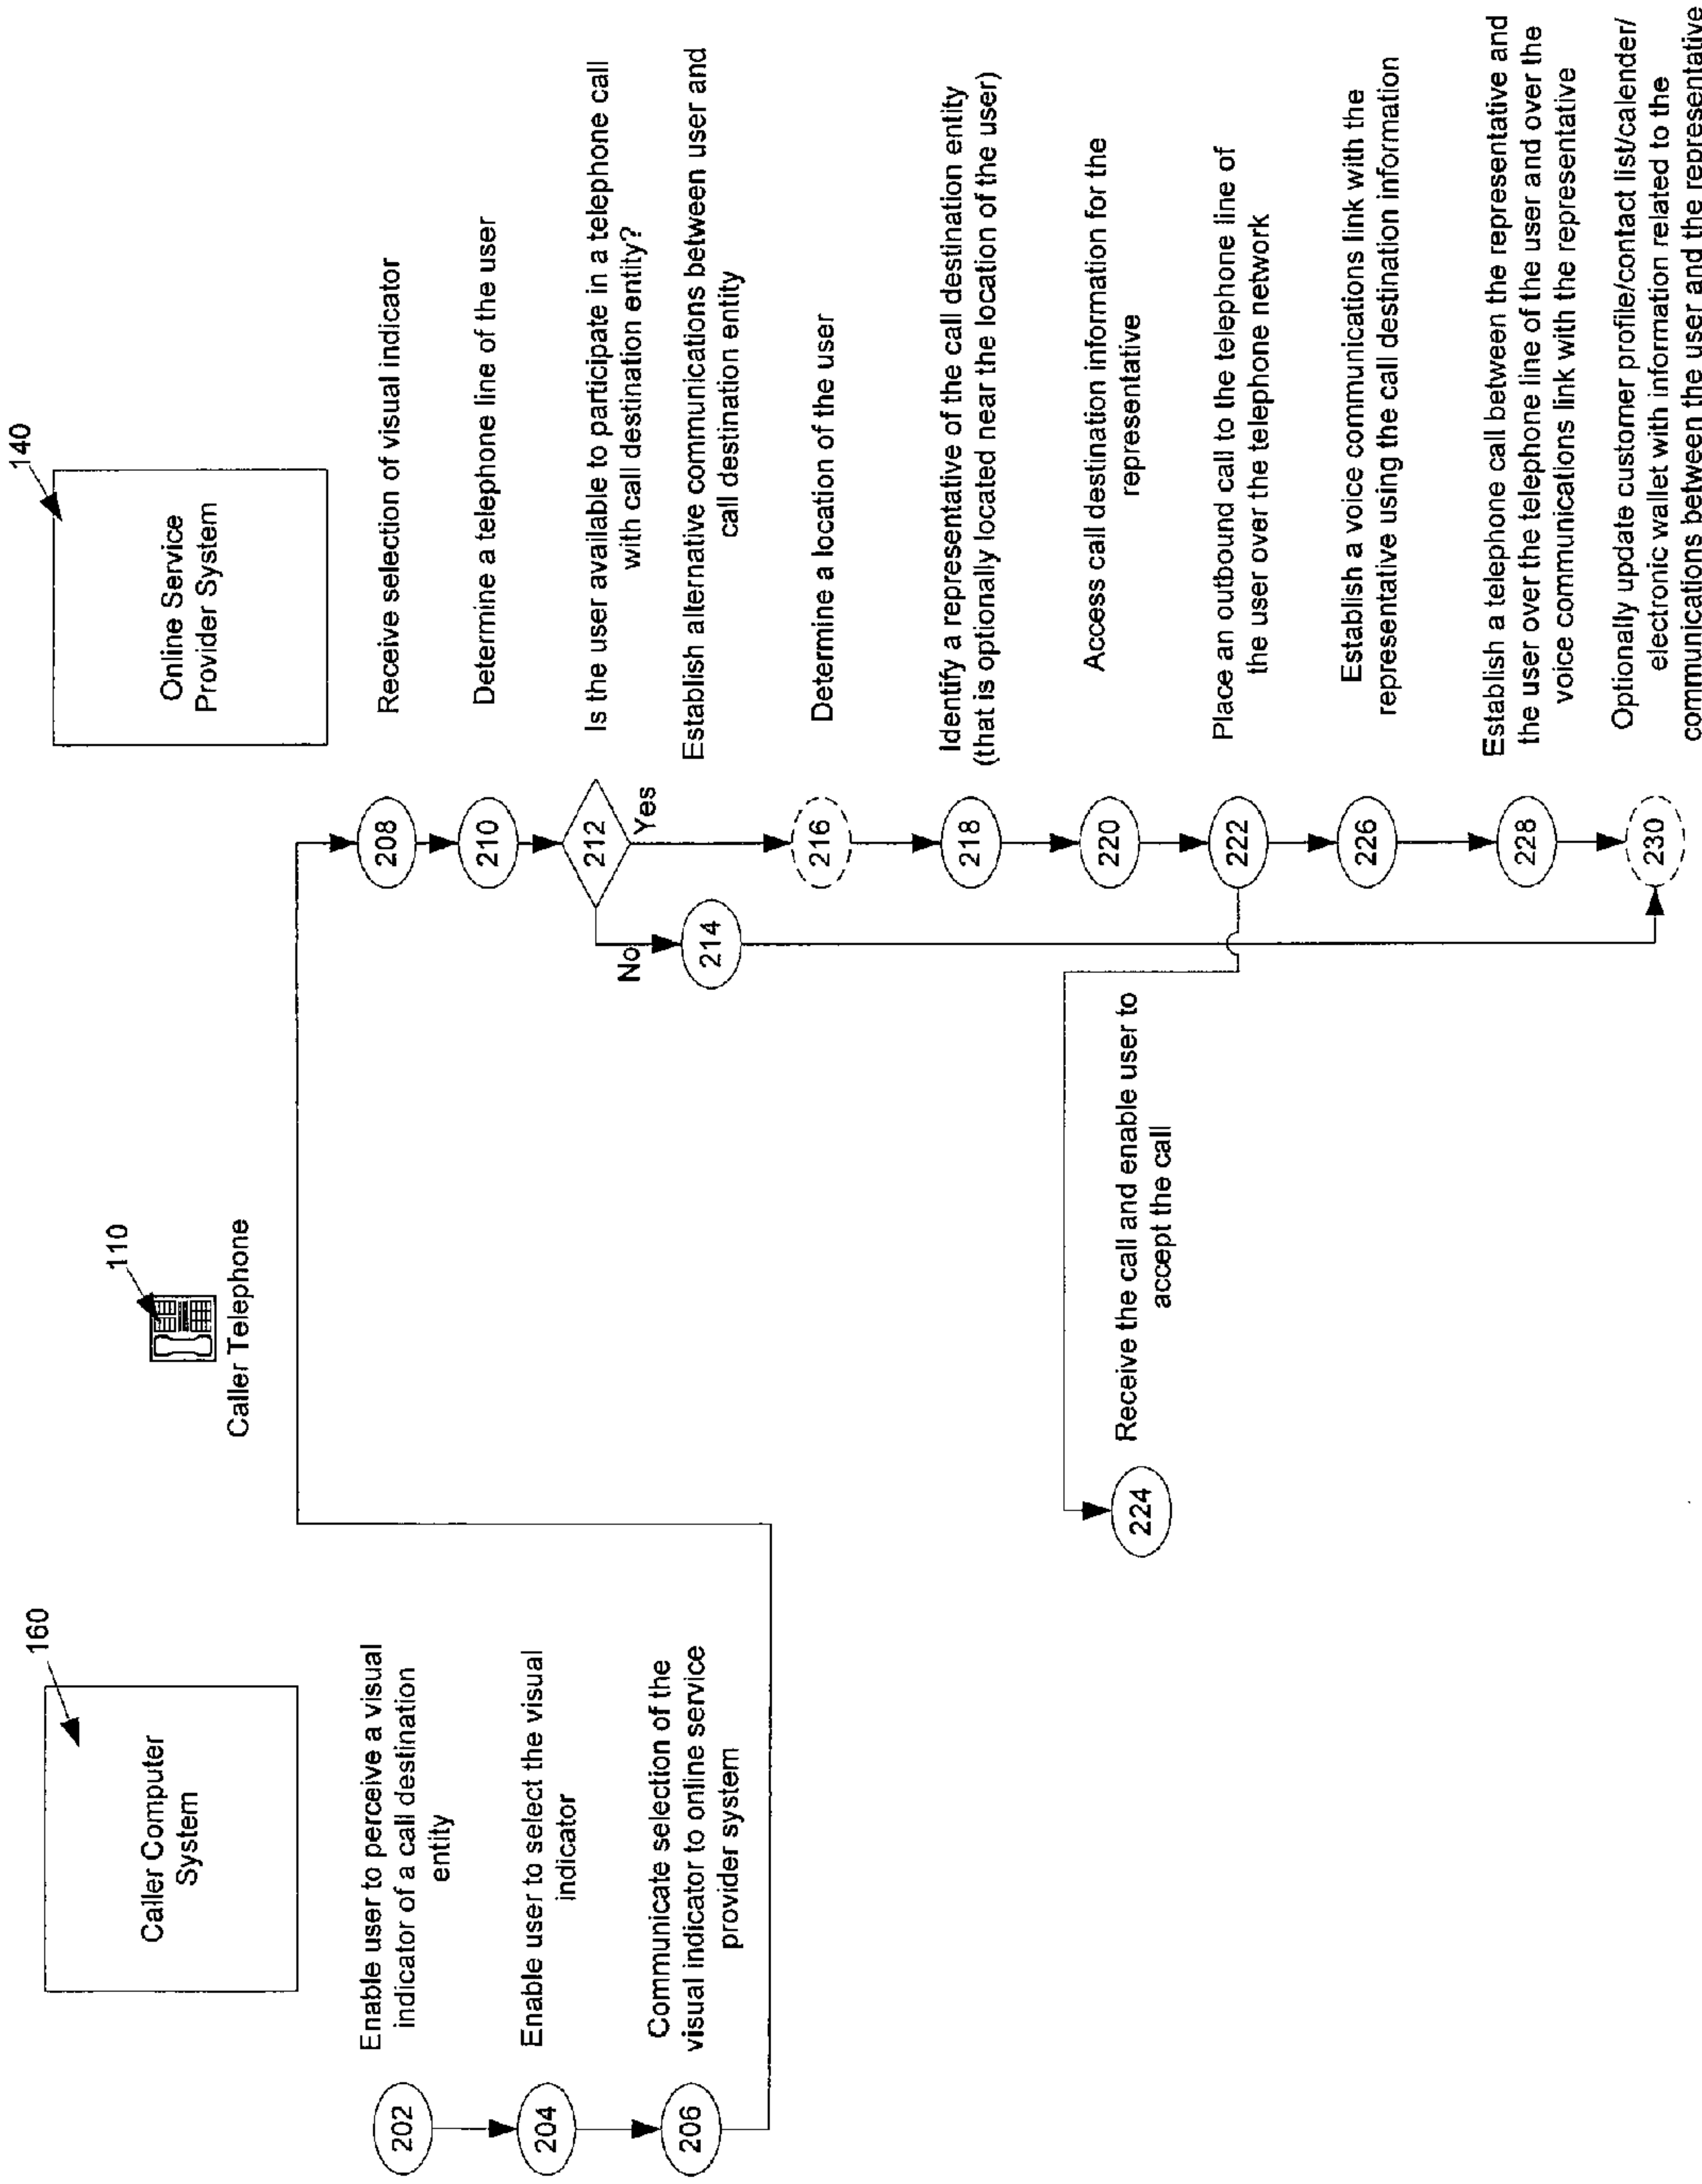 160
Caller Computer
System
110
Caller Telephone
140
Online Service
Provider System
202
Enable user to perceive a visual
indicator of a call destination
entity
204
Enable user to select the visual
indicator
206
Communicate selection of the
visual indicator to online service
provider system
208
Receive selection of visual indicator
210
Determine a telephone line of the user
212
Is the user available to participate in a telephone call
with call destination entity?
No
Yes
214
Establish alternative communications between user and
call destination entity
216
Determine a location of the user
218
Identify a representative of the call destination entity
(that is optionally located near the location of the user)
220
Access call destination information for the
representative
222
Place an outbound call to the telephone line of
the user over the telephone network
224
Receive the call and enable user to
accept the call
226
Establish a voice communications link with the
representative using the call destination information
228
Establish a telephone call between the representative and
the user over the telephone line of the user and over the
voice communications link with the representative
230
Optionally update customer profile/contact list/calender/
electronic wallet with information related to the
communications between the user and the representative